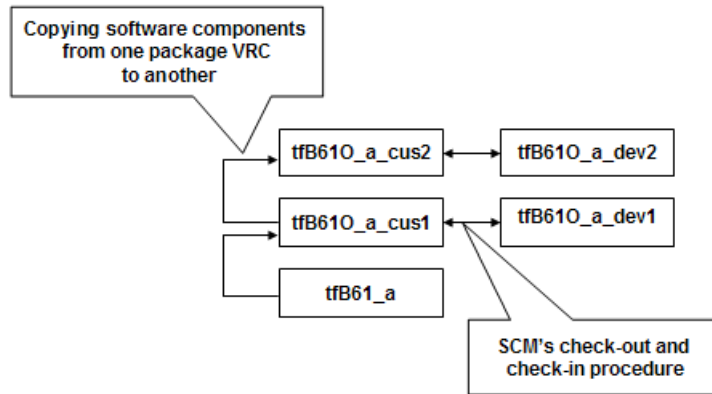 Copying software components
from one package VRC
to another
tfB61O_a_cus2
tfB61O_a_dev2
tfB61O_a_cus1
tfB61O_a_dev1
tfB61_a
SCM's check-out and
check-in procedure